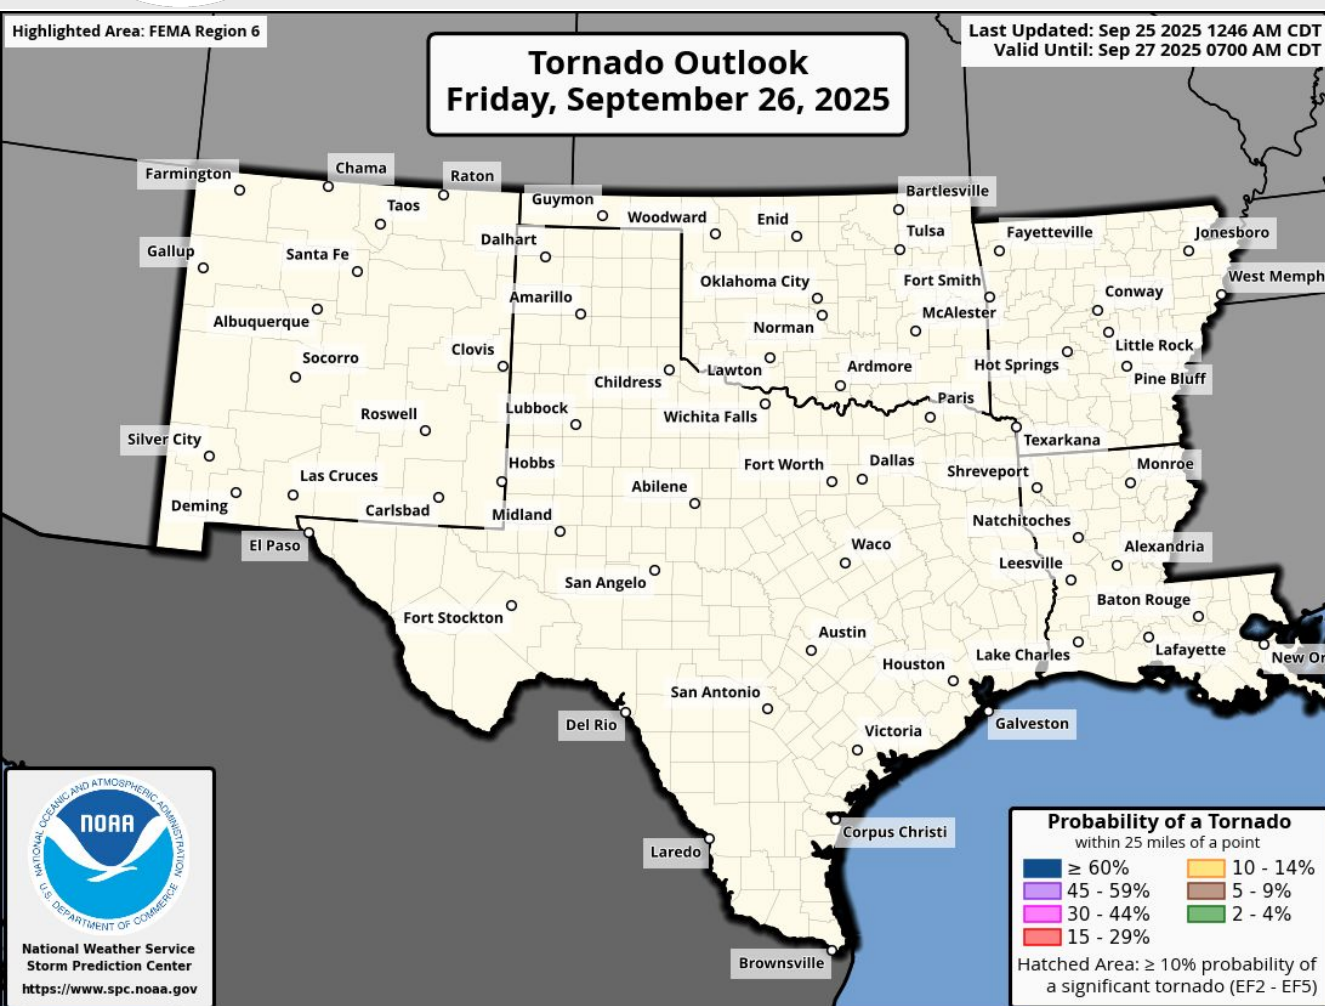 Highlighted Area: FEMA Region 6
Last Updated: Sep 25 2025 1246 AM CDT
Valid Until: Sep 27 2025 0700 AM CDT
Tornado Outlook
Friday, September 26, 2025
Farmington
Chama
Raton
Taos
Guymon
Woodward
Enid
Bartlesville
Tulsa
Fayetteville
Jonesboro
Gallup
Santa Fe
Dalhart
Oklahoma City
Fort Smith
West Memph
Amarillo
Conway
Albuquerque
Norman
McAlester
Little Rock
Socorro
Clovis
Childress
Lawton
Ardmore
Hot Springs
Pine Bluff
Roswell
Lubbock
Wichita Falls
Paris
Silver City
Texarkana
Las Cruces
Hobbs
Abilene
Fort Worth
Dallas
Shreveport
Monroe
Deming
Carlsbad
Midland
Natchitoches
El Paso
Waco
Leesville
Alexandria
San Angelo
Baton Rouge
Fort Stockton
Austin
Houston
Lake Charles
Lafayette
New Or
San Antonio
Del Rio
Victoria
Galveston
Corpus Christi
Laredo
Brownsville
NATIONAL OCEANIC AND ATMOSPHERIC ADMINISTRATION
NOAA
U.S. DEPARTMENT OF COMMERCE
National Weather Service
Storm Prediction Center
https://www.spc.noaa.gov
Probability of a Tornado
within 25 miles of a point
≥ 60% 10 - 14%
45 - 59% 5 - 9%
30 - 44% 2 - 4%
15 - 29%
Hatched Area: ≥ 10% probability of
a significant tornado (EF2 - EF5)